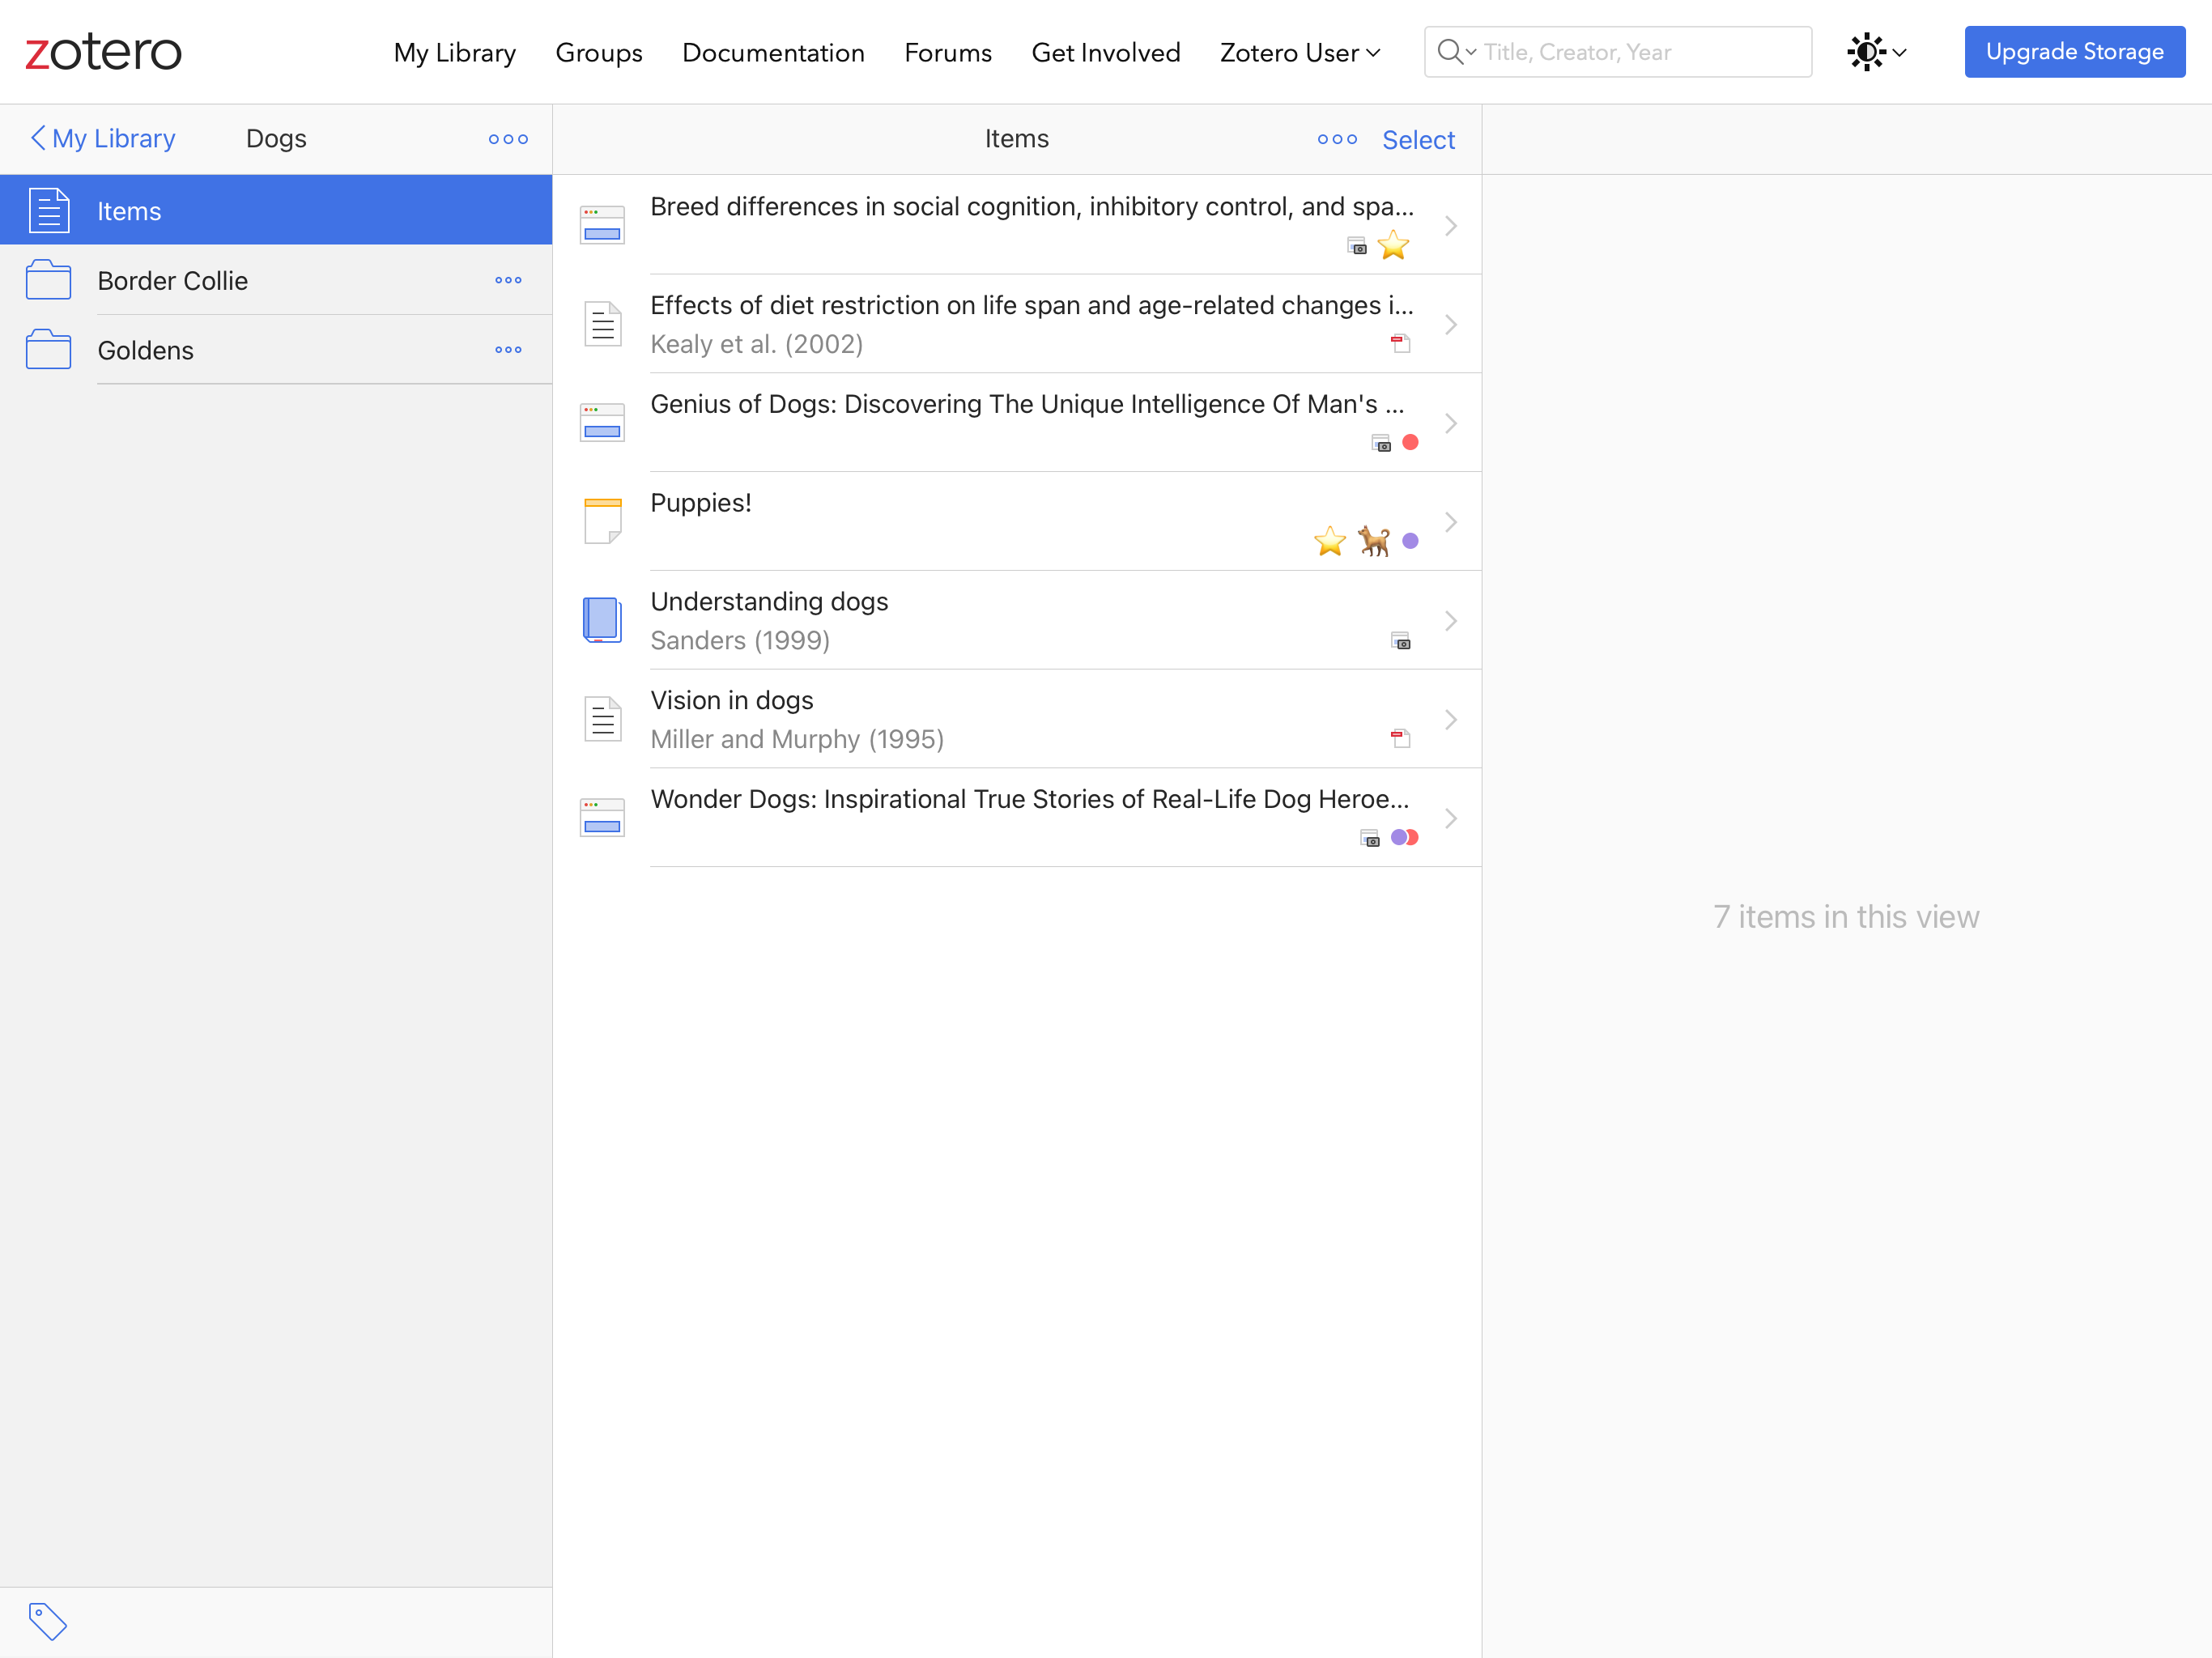 zotero
My Library Groups Documentation Forums Get Involved Zotero User Title, Creator, Year Upgrade Storage
My Library Dogs
Items
Border Collie
Goldens
Items Select
Breed differences in social cognition, inhibitory control, and spa...
Effects of diet restriction on life span and age-related changes i...
Kealy et al. (2002)
Genius of Dogs: Discovering The Unique Intelligence Of Man's ...
Puppies!
Understanding dogs
Sanders (1999)
Vision in dogs
Miller and Murphy (1995)
Wonder Dogs: Inspirational True Stories of Real-Life Dog Heroe...
7 items in this view